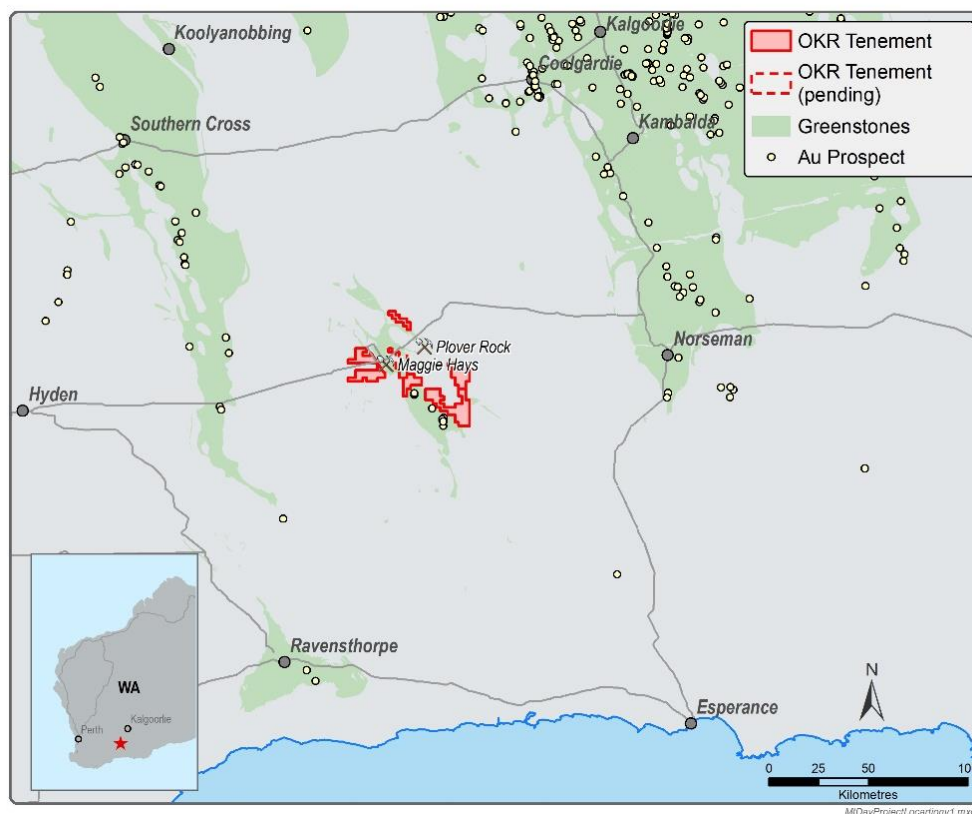 Koolyanobbing
Kalgoorlie
Coolgardie
Southern Cross
Kambalda
OKR Tenement
OKR Tenement
(pending)
Greenstones
Au Prospect
Plover Rock
Maggie Hays
Norseman
Hyden
Ravensthorpe
Esperance
WA
Perth
Kalgoorlie
N
0 25 50 10
Kilometres